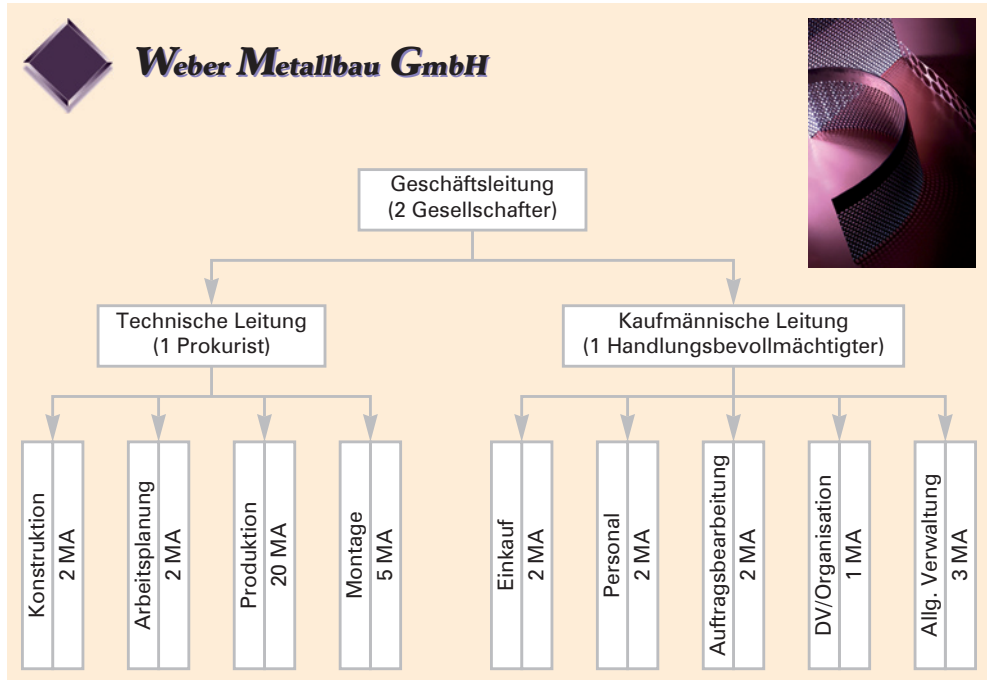 Weber Metallbau GmbH
Geschäftsleitung
(2 Gesellschafter)
Technische Leitung
(1 Prokurist)
Kaufmännische Leitung
(1 Handlungsbevollmächtigter)
Konstruktion
2 MA
Arbeitsplanung
2 MA
Produktion
20 MA
Montage
5 MA
Einkauf
2 MA
Personal
2 MA
Auftragsbearbeitung
2 MA
DV/Organisation
1 MA
Allg. Verwaltung
3 MA